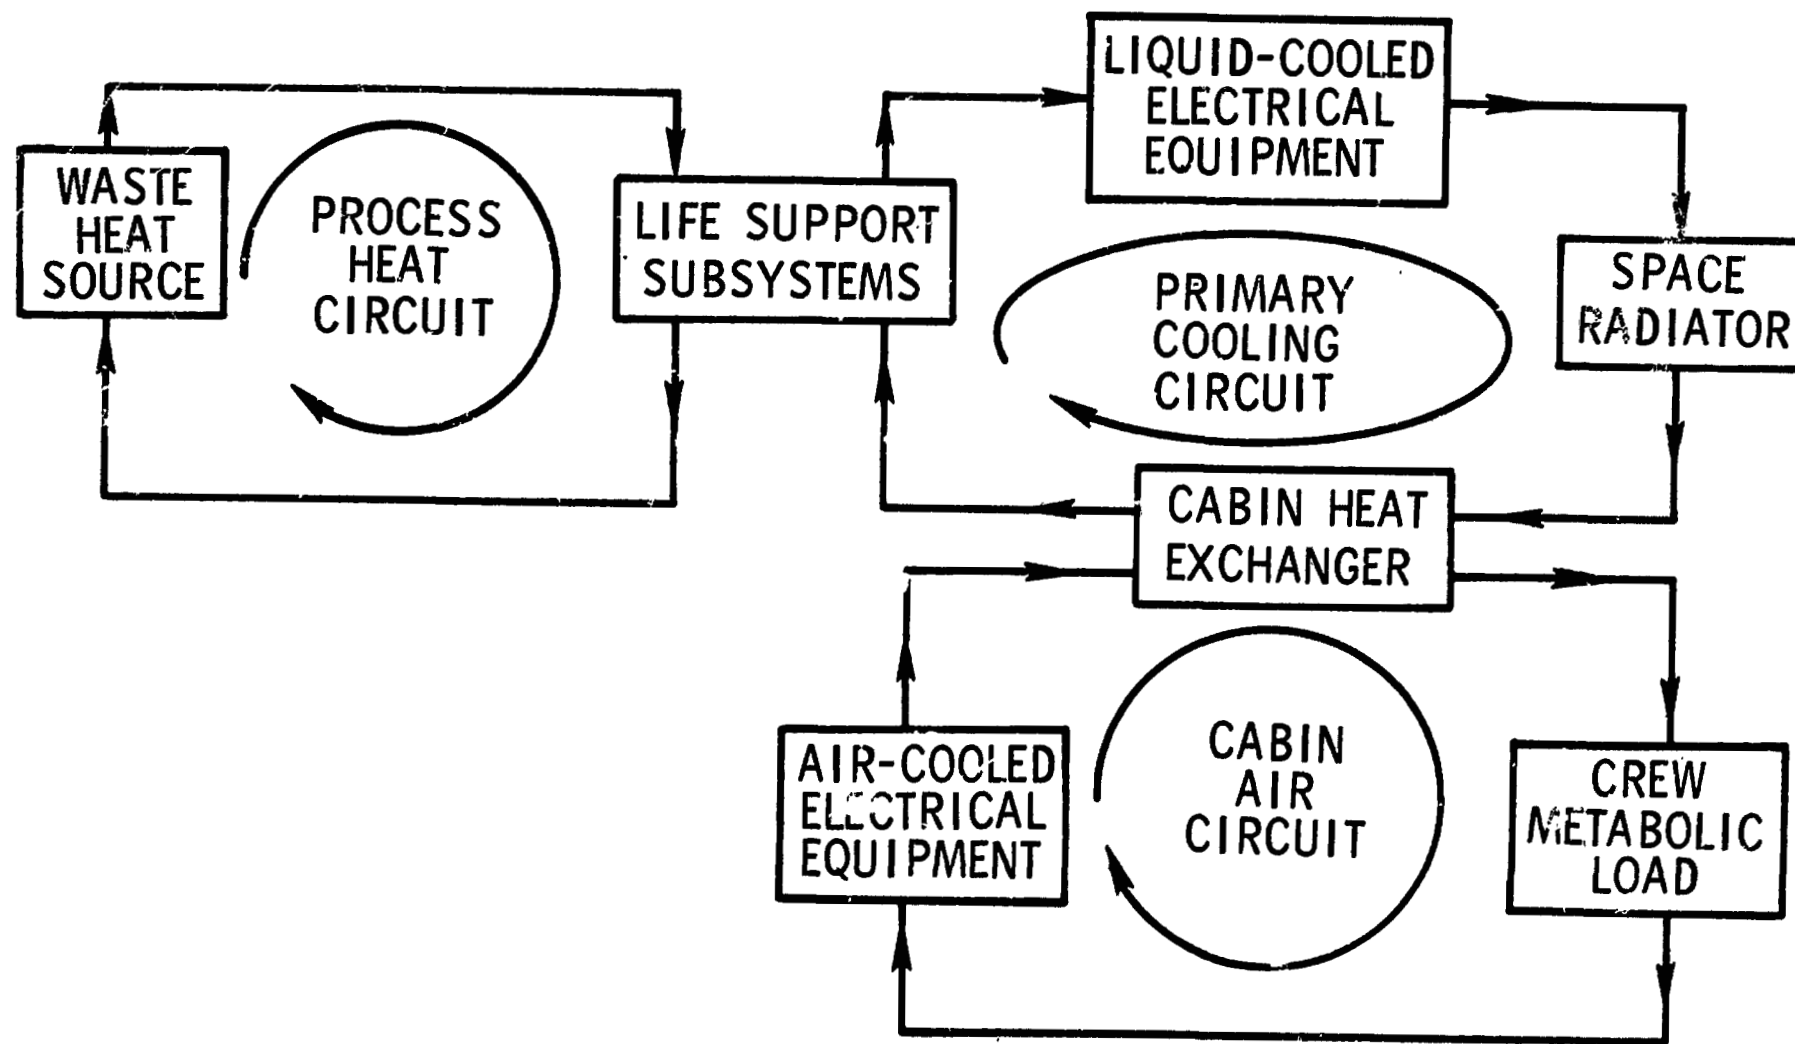 WASTE
HEAT
SOURCE
PROCESS
HEAT
CIRCUIT
LIFE SUPPORT
SUBSYSTEMS
LIQUID-COOLED
ELECTRICAL
EQUIPMENT
PRIMARY
COOLING
CIRCUIT
SPACE
RADIATOR
CABIN HEAT
EXCHANGER
AIR-COOLED
ELECTRICAL
EQUIPMENT
CABIN
AIR
CIRCUIT
CREW
METABOLIC
LOAD